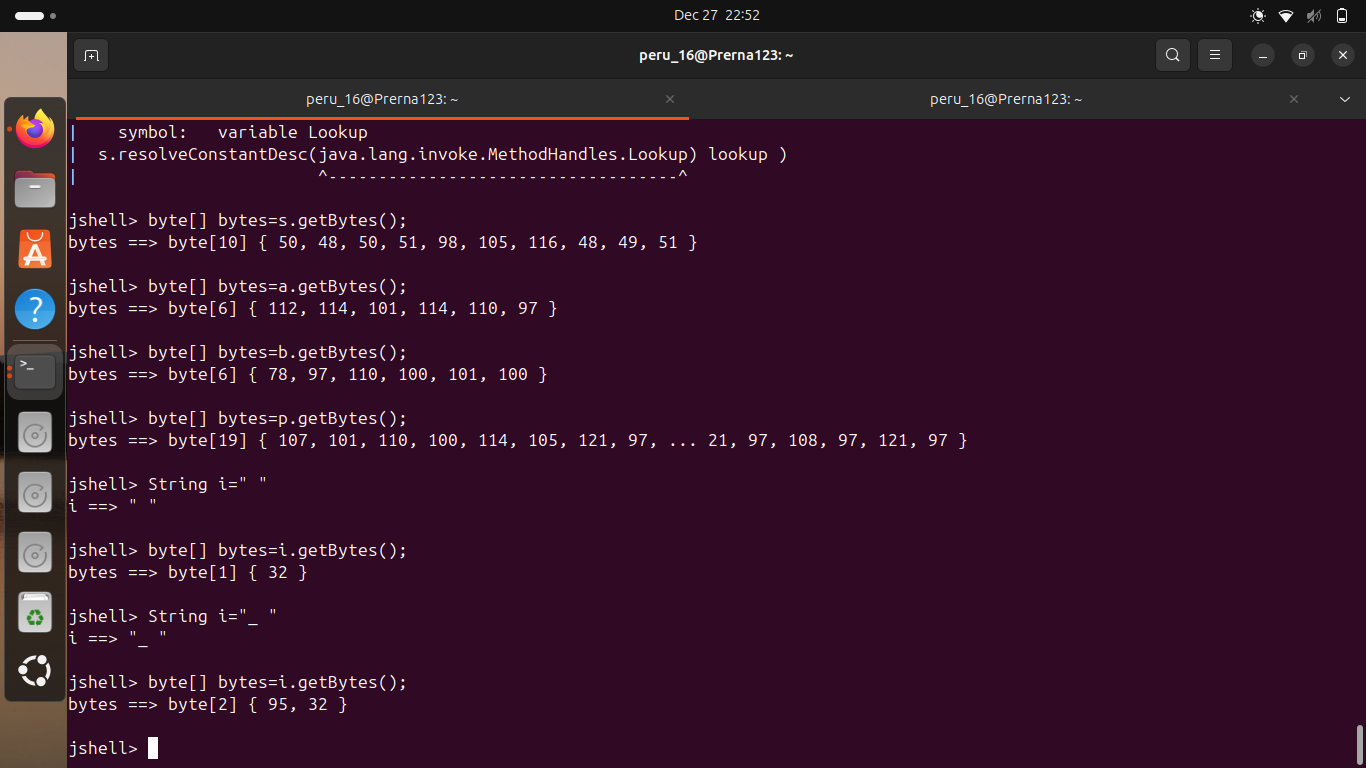 Dec 27 22:52
peru_16@Prerna123: ~
peru_16@Prerna123: ~
peru_16@Prerna123: ~
|     symbol:   variable Lookup
|   s.resolveConstantDesc(java.lang.invoke.MethodHandles.Lookup) lookup )
|                         ^-----------------------------------^
jshell> byte[] bytes=s.getBytes();
bytes ==> byte[10] { 50, 48, 50, 51, 98, 105, 116, 48, 49, 51 }
jshell> byte[] bytes=a.getBytes();
bytes ==> byte[6] { 112, 114, 101, 114, 110, 97 }
jshell> byte[] bytes=b.getBytes();
bytes ==> byte[6] { 78, 97, 110, 100, 101, 100 }
jshell> byte[] bytes=p.getBytes();
bytes ==> byte[19] { 107, 101, 110, 100, 114, 105, 121, 97, ... 21, 97, 108, 97, 121, 97 }
jshell> String i=" "
i ==> " "
jshell> byte[] bytes=i.getBytes();
bytes ==> byte[1] { 32 }
jshell> String i="_ "
i ==> "_ "
jshell> byte[] bytes=i.getBytes();
bytes ==> byte[2] { 95, 32 }
jshell>